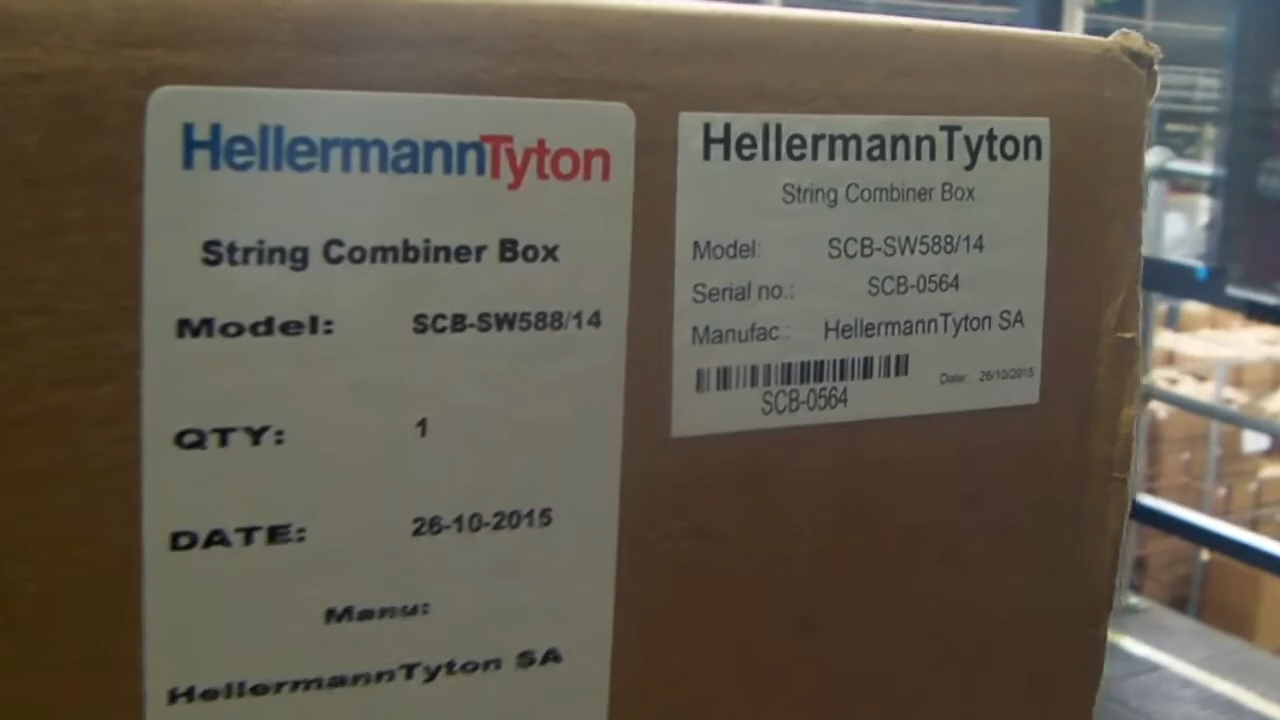 HellermannTyton
String Combiner Box
Model: SCB-SW588/14
QTY: 1
DATE: 26-10-2015
Manu:
HellermannTyton SA
HellermannTyton
String Combiner Box
Model: SCB-SW588/14
Serial no.: SCB-0564
Manufac.: HellermannTyton SA
SCB-0564
Date: 26/10/2015